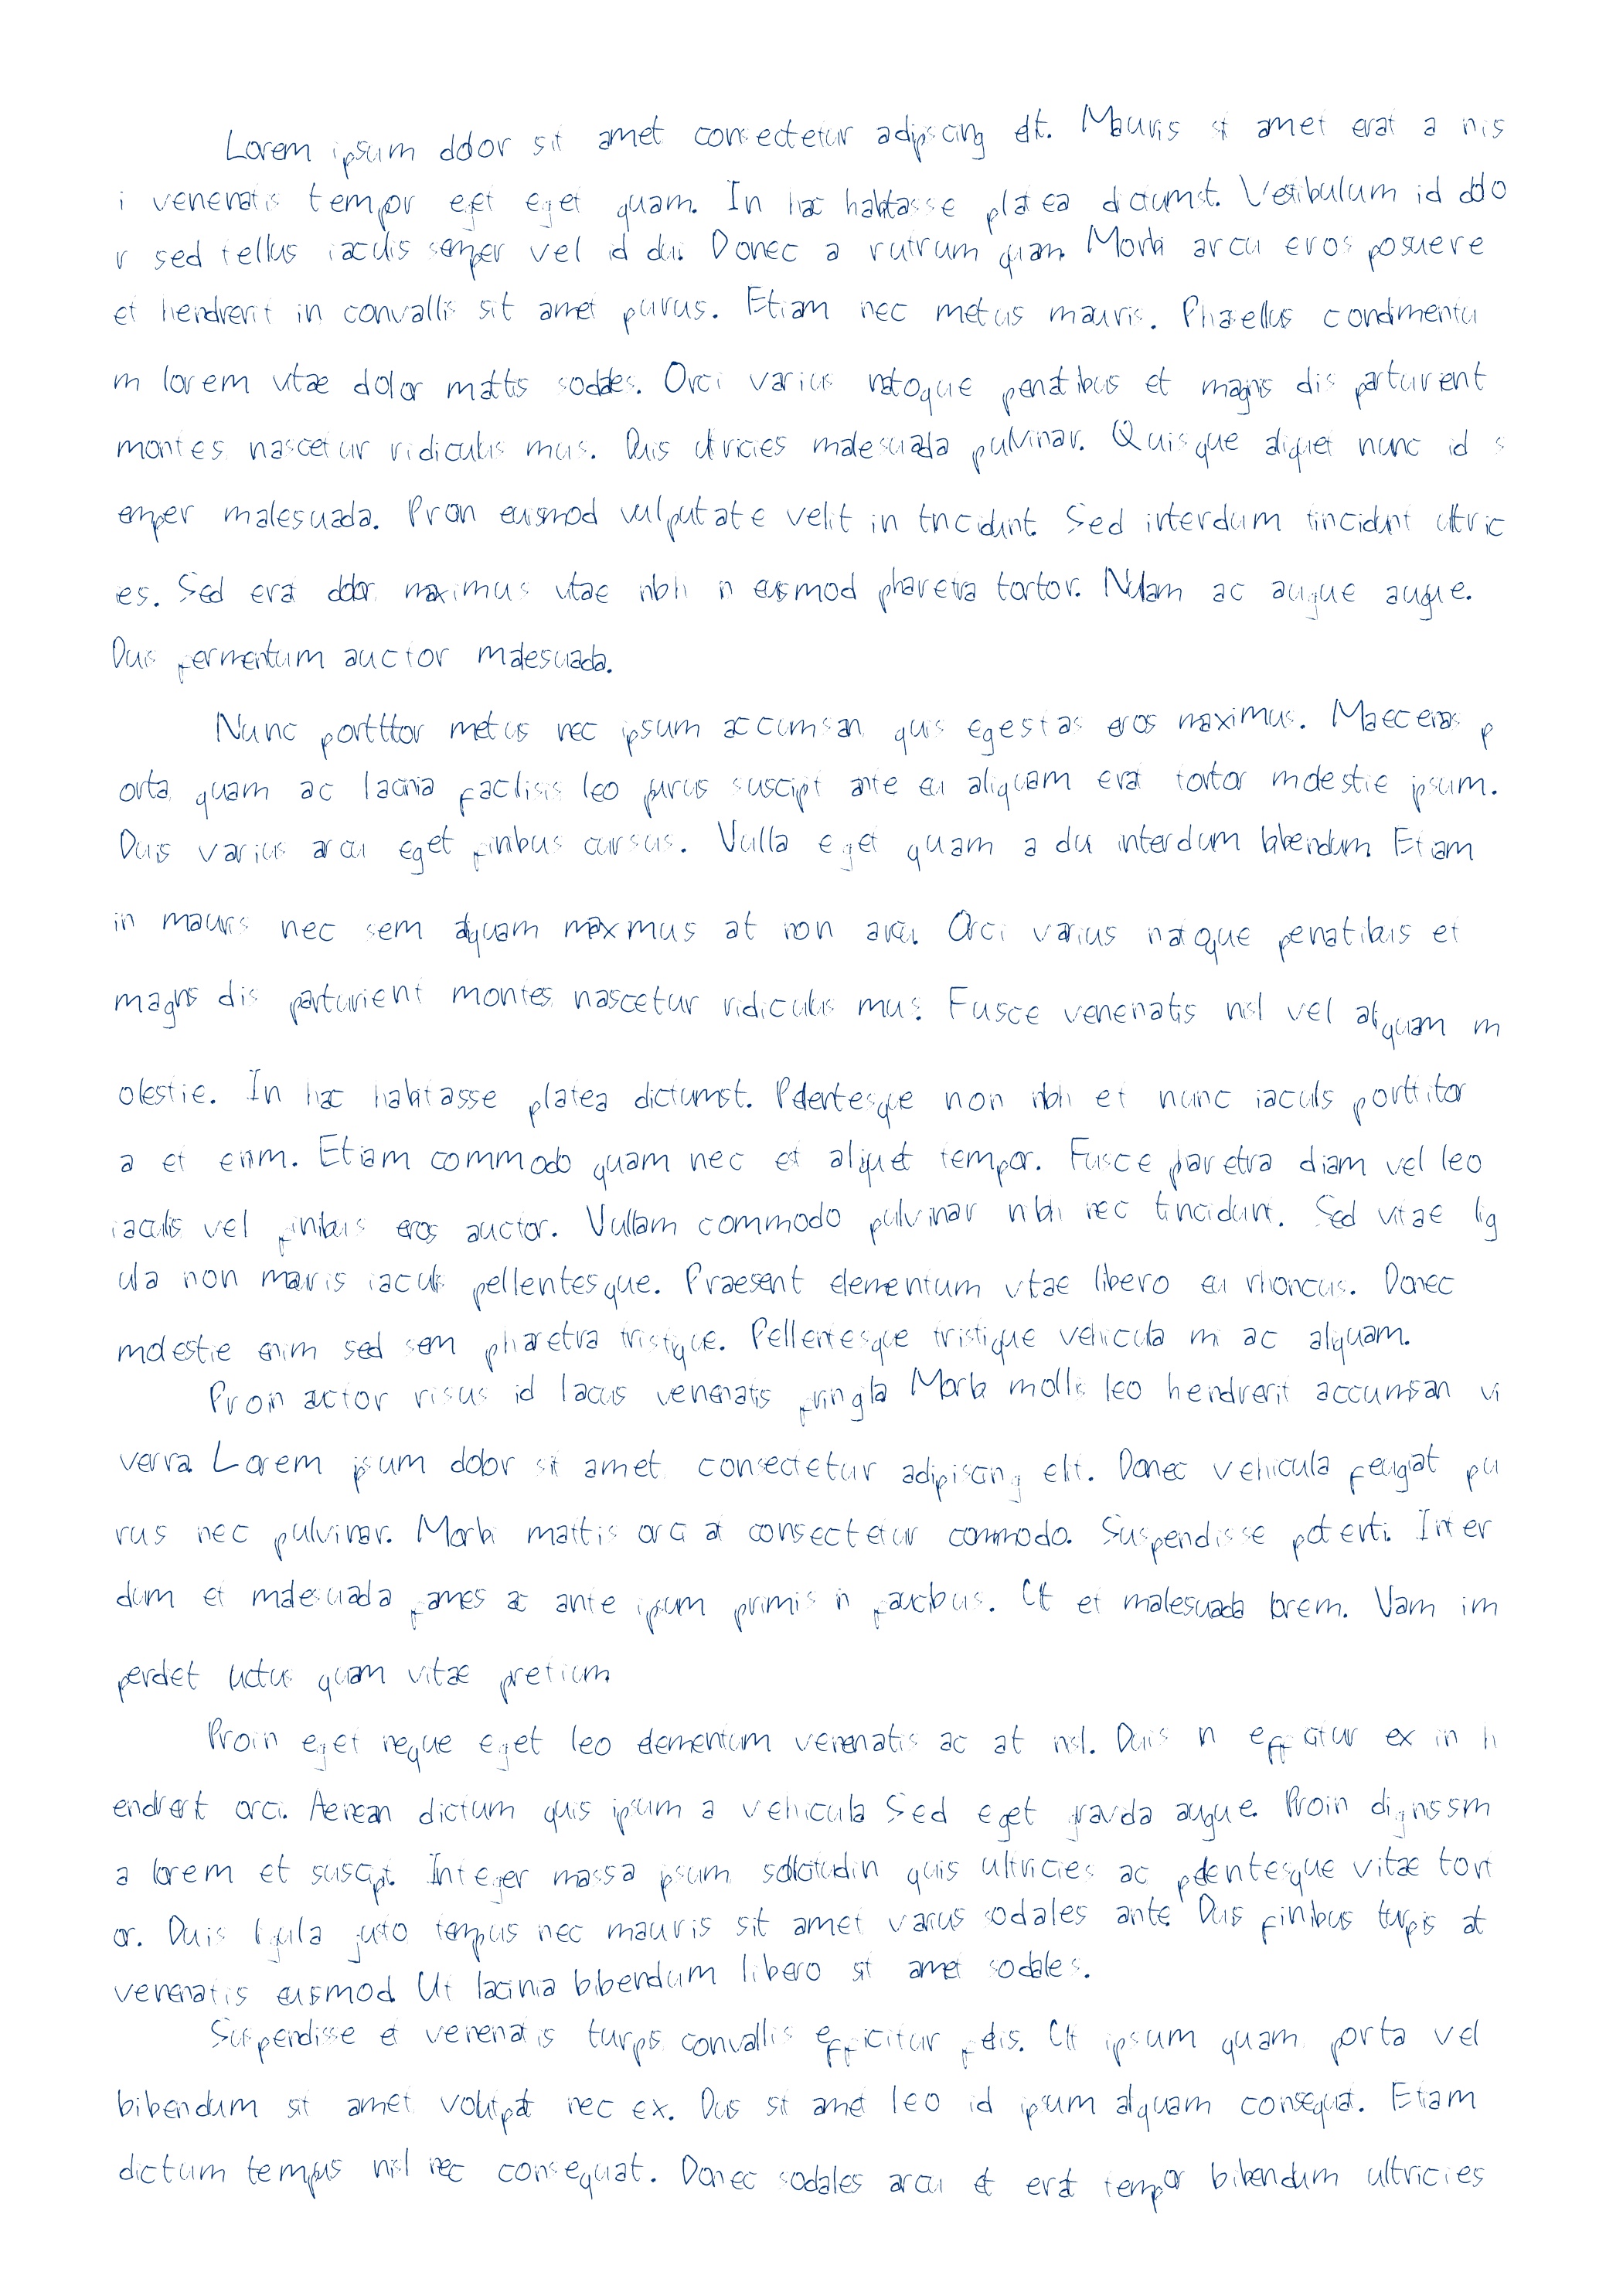 Lorem ipsum dolor sit amet consectetur adipiscing elit. Mauris sit amet erat a nis
i venenatis tempor eget eget quam. In hac habitasse platea dictumst. Vestibulum id dolo
r sed tellus iaculis semper vel id dui. Donec a rutrum quam. Morbi arcu eros posuere
et hendrerit in convallis sit amet purus. Etiam nec metus mauris. Phasellus condimentu
m lorem vitae dolor mattis sodales. Orci varius natoque penatibus et magnis dis parturient
montes nascetur ridiculus mus. Duis ultricies malesuada pulvinar. Quisque aliquet nunc id s
emper malesuada. Proin euismod vulputate velit in tincidunt. Sed interdum tincidunt ultric
es. Sed erat dolor maximus vitae nibh in euismod pharetra tortor. Nullam ac augue augue.
Duis fermentum auctor malesuada.
Nunc porttitor metus nec ipsum accumsan quis egestas eros maximus. Maecenas p
orta quam ac lacinia facilisis leo purus suscipit ante eu aliquam erat tortor molestie ipsum.
Duis varius arcu eget finibus cursus. Nulla eget quam a dui interdum bibendum. Etiam
in mauris nec sem aliquam maximus at non arcu. Orci varius natoque penatibus et
magnis dis parturient montes nascetur ridiculus mus. Fusce venenatis nisl vel aliquam m
olestie. In hac habitasse platea dictumst. Pellentesque non nibh et nunc iaculis porttitor
a et enim. Etiam commodo quam nec et aliquet tempor. Fusce pharetra diam vel leo
iaculis vel finibus eros auctor. Nullam commodo pulvinar nibh nec tincidunt. Sed vitae lig
ula non mauris iaculis pellentesque. Praesent elementum vitae libero eu rhoncus. Donec
molestie enim sed sem pharetra tristique. Pellentesque tristique vehicula mi ac aliquam.
Proin auctor risus id lacus venenatis fringilla. Morbi mollis leo hendrerit accumsan vi
verra. Lorem ipsum dolor sit amet consectetur adipiscing elit. Donec vehicula feugiat pu
rus nec pulvinar. Morbi mattis orci at consectetur commodo. Suspendisse potenti. Inter
dum et malesuada fames ac ante ipsum primis in faucibus. Ut et malesuada lorem. Nam im
perdiet luctus quam vitae pretium
Proin eget neque eget leo elementum venenatis ac at nisl. Duis in efficitur ex in h
endrerit orci. Aenean dictum quis ipsum a vehicula. Sed eget gravida augue. Proin dignissim
a lorem et suscipit. Integer massa ipsum sollicitudin quis ultricies ac pellentesque vitae tort
or. Duis ligula justo tempus nec mauris sit amet varius sodales ante. Duis finibus turpis at
venenatis euismod. Ut lacinia bibendum libero sit amet sodales.
Suspendisse et venenatis turpis convallis efficitur felis. Ut ipsum quam porta vel
bibendum sit amet volutpat nec ex. Duis sit amet leo id ipsum aliquam consequat. Etiam
dictum tempus nisl nec consequat. Donec sodales arcu et erat tempor bibendum ultricies